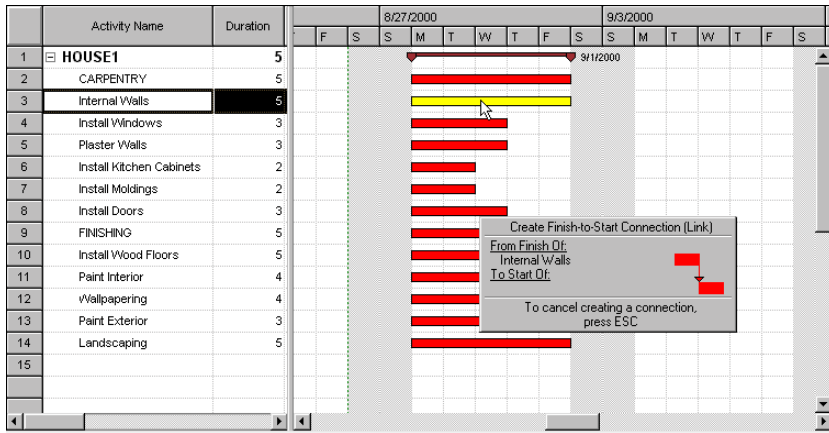 Activity Name Duration
8/27/2000 9/3/2000
F S S M T W T F S S M T W T F S
1 HOUSE1 5 9/1/2000
2 CARPENTRY 5
3 Internal Walls 5
4 Install Windows 3
5 Plaster Walls 3
6 Install Kitchen Cabinets 2
7 Install Moldings 2
8 Install Doors 3
9 FINISHING 5
10 Install Wood Floors 5
11 Paint Interior 4
12 Wallpapering 4
13 Paint Exterior 3
14 Landscaping 5
15
Create Finish-to-Start Connection (Link)
From Finish Of:
Internal Walls
To Start Of:
To cancel creating a connection,
press ESC